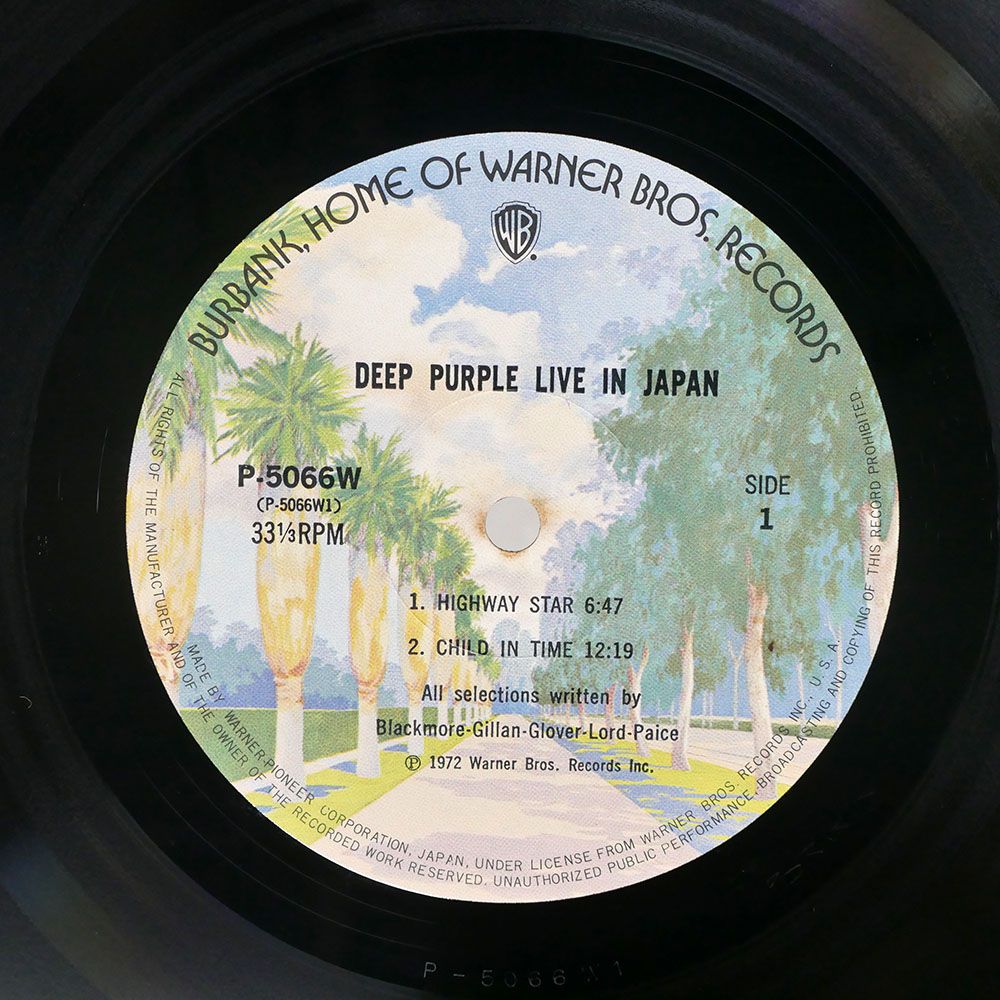 BURBANK, HOME OF WARNER BROS. RECORDS
WB
DEEP PURPLE LIVE IN JAPAN
P-5066W
(P-5066W1)
33⅓RPM
SIDE
1
1. HIGHWAY STAR 6:47
2. CHILD IN TIME 12:19
All selections written by
Blackmore-Gillan-Glover-Lord-Paice
Ⓟ 1972 Warner Bros. Records Inc.
MADE BY WARNER-PIONEER CORPORATION, JAPAN, UNDER LICENSE FROM WARNER BROS. RECORDS INC., U.S.A.
ALL RIGHTS OF THE MANUFACTURER AND OF THE OWNER OF THE RECORDED WORK RESERVED. UNAUTHORIZED PUBLIC PERFORMANCE, BROADCASTING AND COPYING OF THIS RECORD PROHIBITED.
P-5066W1